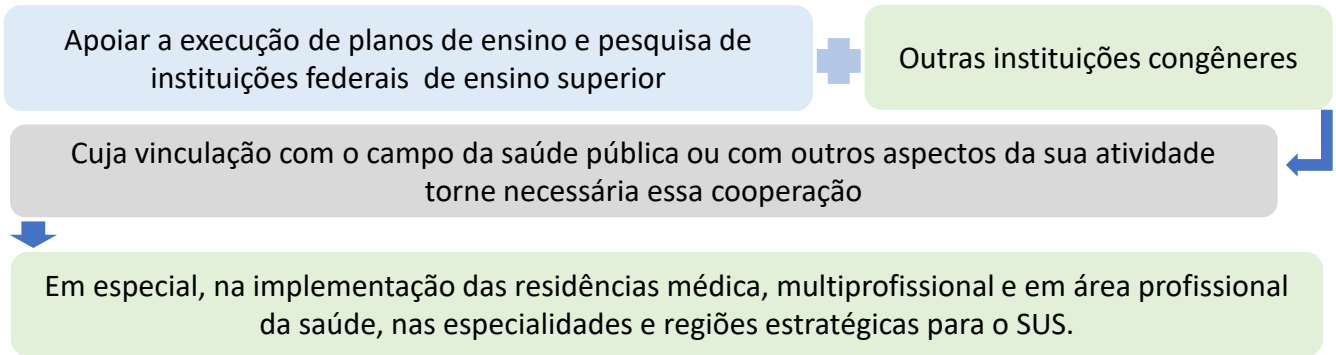 Apoiar a execução de planos de ensino e pesquisa de
instituições federais de ensino superior
Outras instituições congêneres
Cuja vinculação com o campo da saúde pública ou com outros aspectos da sua atividade
torne necessária essa cooperação
Em especial, na implementação das residências médica, multiprofissional e em área profissional
da saúde, nas especialidades e regiões estratégicas para o SUS.